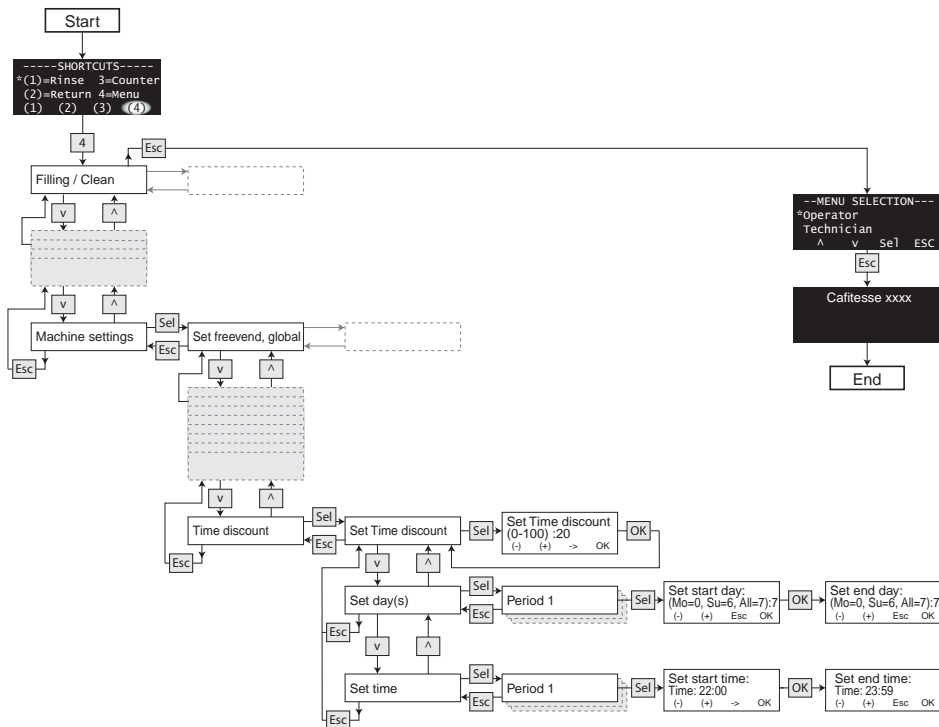 Start
-----SHORTCUTS-----
*(1)=Rinse 3=Counter
(2)=Return 4=Menu
(1) (2) (3) (4)
4
Esc
Filling / Clean
v ^
--MENU SELECTION---
*Operator
Technician
^ v Sel ESC
Esc
Cafitesse xxxx
End
v ^
Machine settings
Sel
Esc
Set freevend, global
Esc
v ^
v ^
Time discount
Sel
Esc
Set Time discount
Sel
Set Time discount
(0-100) :20
(-) (+) -> OK
OK
Esc
v ^
Set day(s)
Sel
Esc
Period 1
Sel
Set start day:
(Mo=0, Su=6, All=7):7
(-) (+) Esc OK
OK
Set end day:
(Mo=0, Su=6, All=7):7
(-) (+) Esc OK
Esc
v ^
Set time
Sel
Esc
Period 1
Sel
Set start time:
Time: 22:00
(-) (+) -> OK
OK
Set end time:
Time: 23:59
(-) (+) Esc OK
Esc